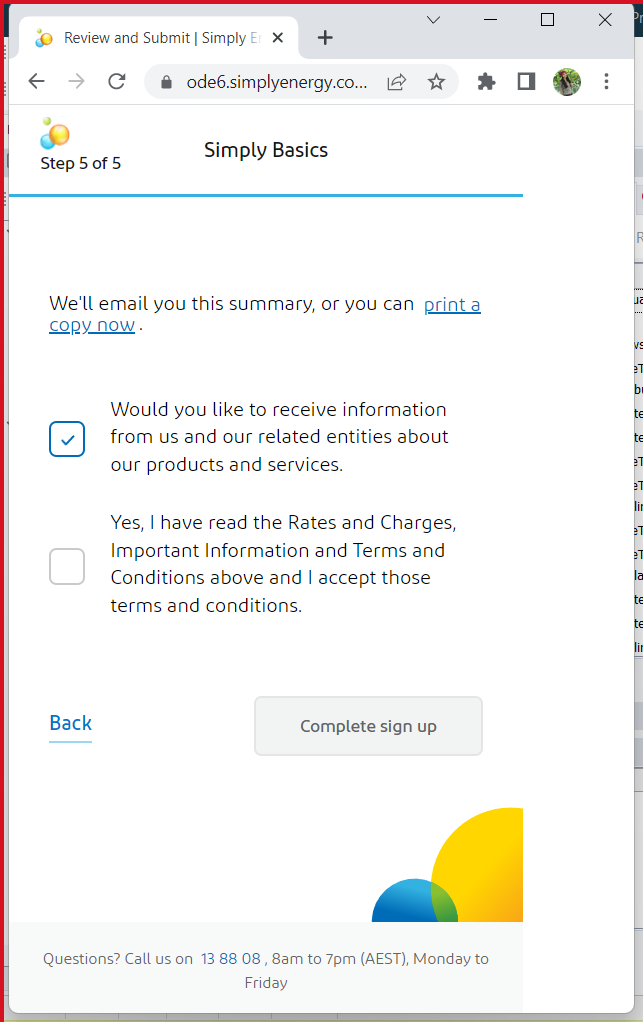 Review and Submit | Simply E
ode6.simplyenergy.co...
Step 5 of 5
Simply Basics
We'll email you this summary, or you can print a
copy now .
Would you like to receive information
from us and our related entities about
our products and services.
Yes, I have read the Rates and Charges,
Important Information and Terms and
Conditions above and I accept those
terms and conditions.
Back
Complete sign up
Questions? Call us on 13 88 08 , 8am to 7pm (AEST), Monday to
Friday